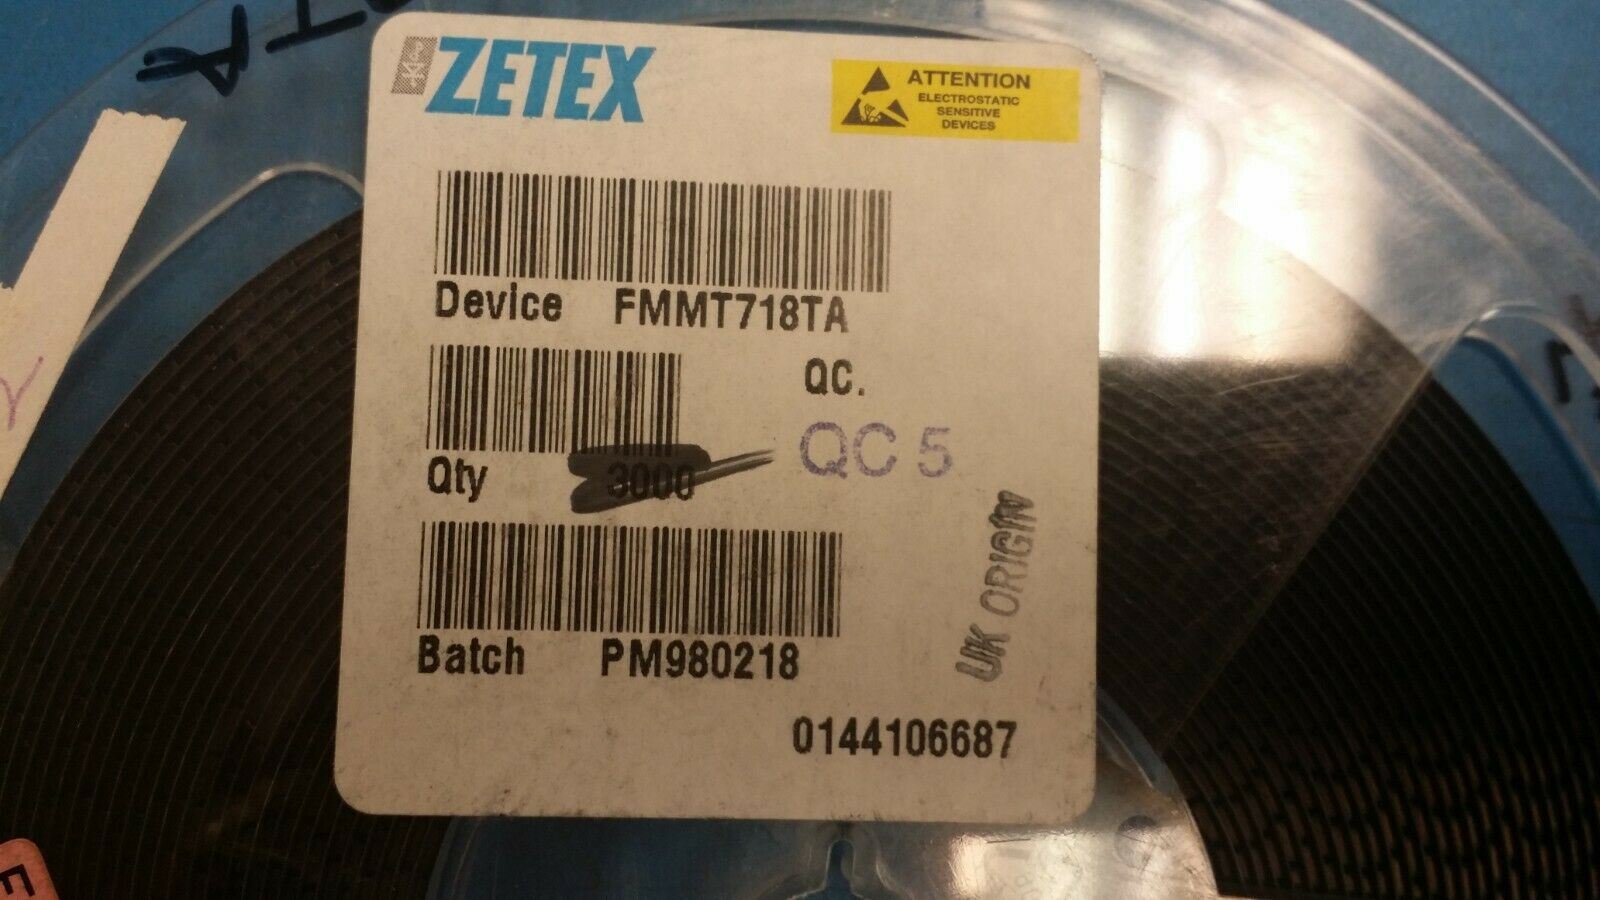 ZETEX
ATTENTION
ELECTROSTATIC
SENSITIVE
DEVICES
Device FMMT718TA
QC.
QC 5
Qty 3000
UK ORIGIN
Batch PM980218
0144106687